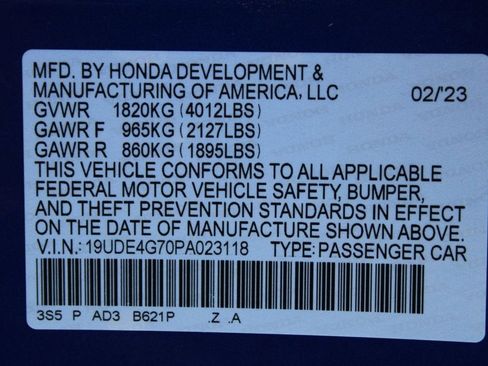 MFD. BY HONDA DEVELOPMENT &
MANUFACTURING OF AMERICA, LLC 02/'23
GVWR 1820KG (4012LBS)
GAWR F 965KG (2127LBS)
GAWR R 860KG (1895LBS)
THIS VEHICLE CONFORMS TO ALL APPLICABLE
FEDERAL MOTOR VEHICLE SAFETY, BUMPER,
AND THEFT PREVENTION STANDARDS IN EFFECT
ON THE DATE OF MANUFACTURE SHOWN ABOVE.
V.I.N.:19UDE4G70PA023118 TYPE:PASSENGER CAR
3S5 P AD3 B621P .Z .A